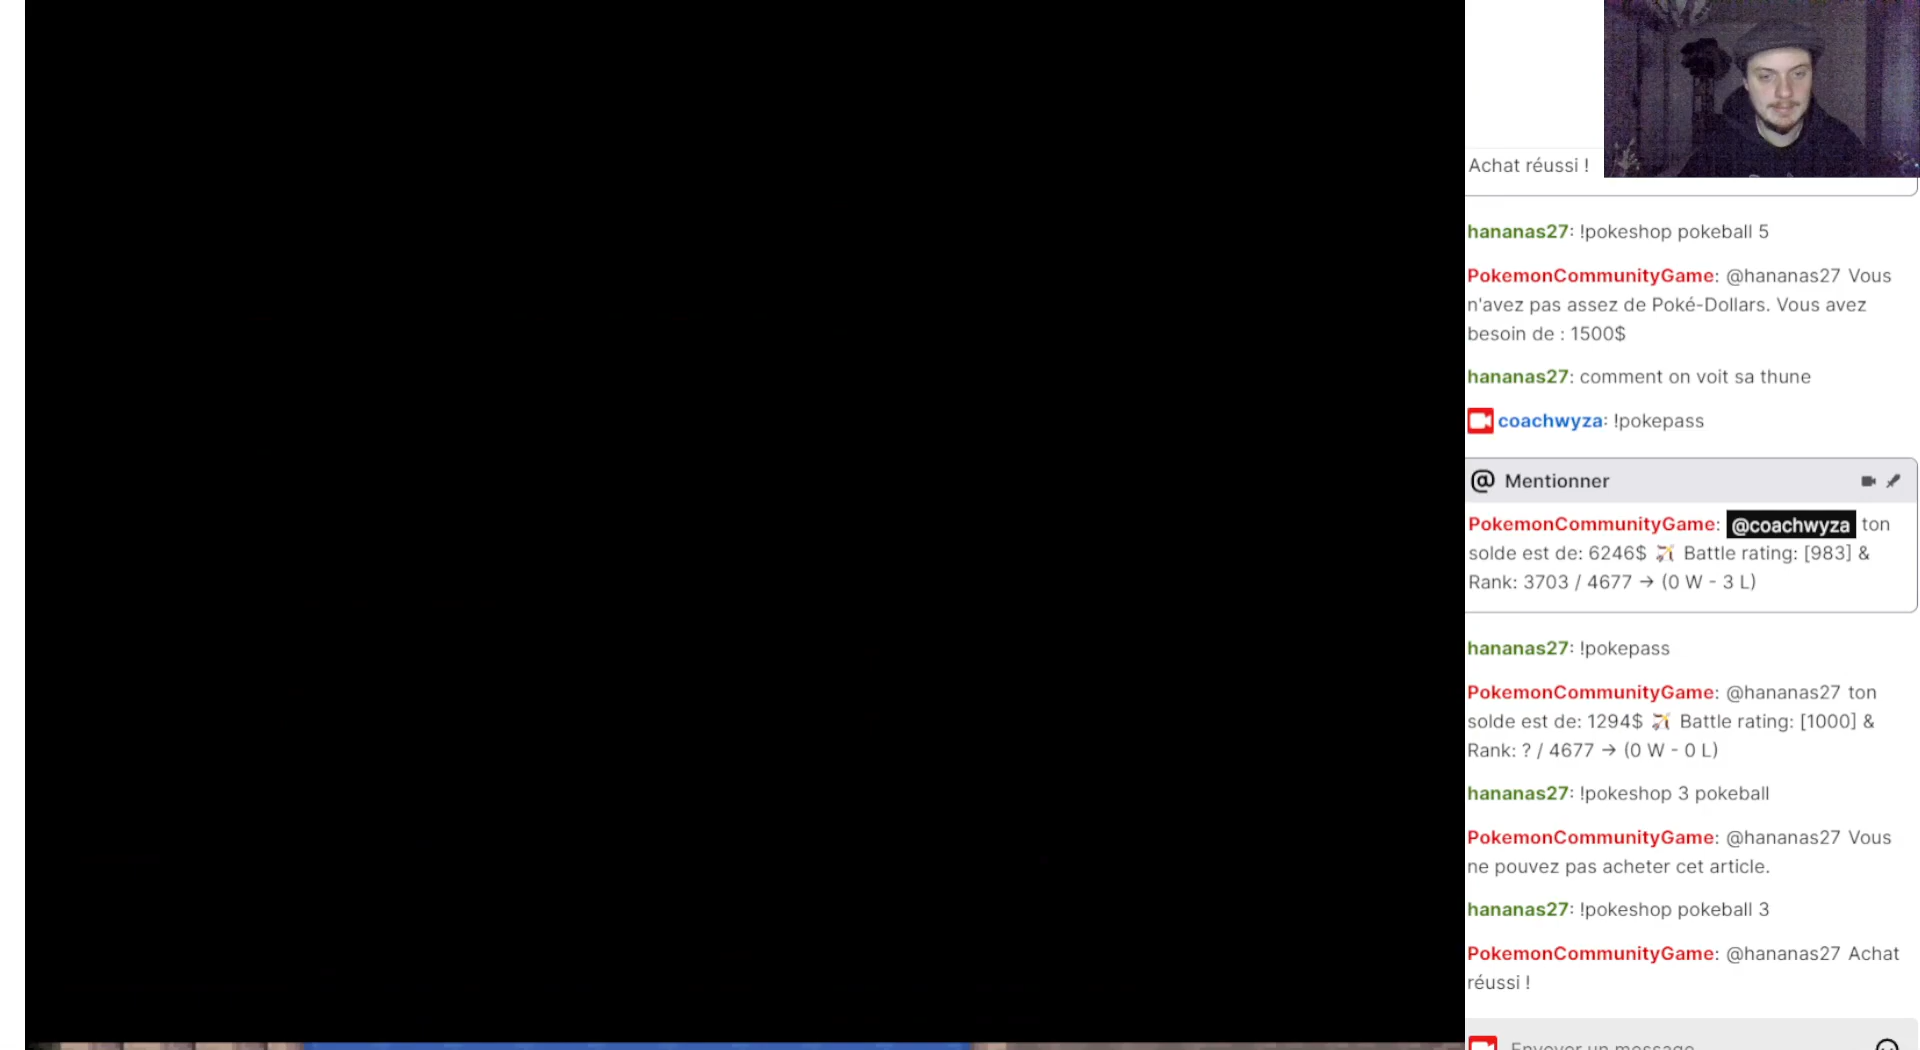 Achat réussi !
hananas27: !pokeshop pokeball 5
PokemonCommunityGame: @hananas27 Vous
n'avez pas assez de Poké-Dollars. Vous avez
besoin de : 1500$
hananas27: comment on voit sa thune
coachwyza: !pokepass
@ Mentionner
PokemonCommunityGame: @coachwyza ton
solde est de: 6246$ Battle rating: [983] &
Rank: 3703 / 4677 → (0 W - 3 L)
hananas27: !pokepass
PokemonCommunityGame: @hananas27 ton
solde est de: 1294$ Battle rating: [1000] &
Rank: ? / 4677 → (0 W - 0 L)
hananas27: !pokeshop 3 pokeball
PokemonCommunityGame: @hananas27 Vous
ne pouvez pas acheter cet article.
hananas27: !pokeshop pokeball 3
PokemonCommunityGame: @hananas27 Achat
réussi !
Envoyer un message